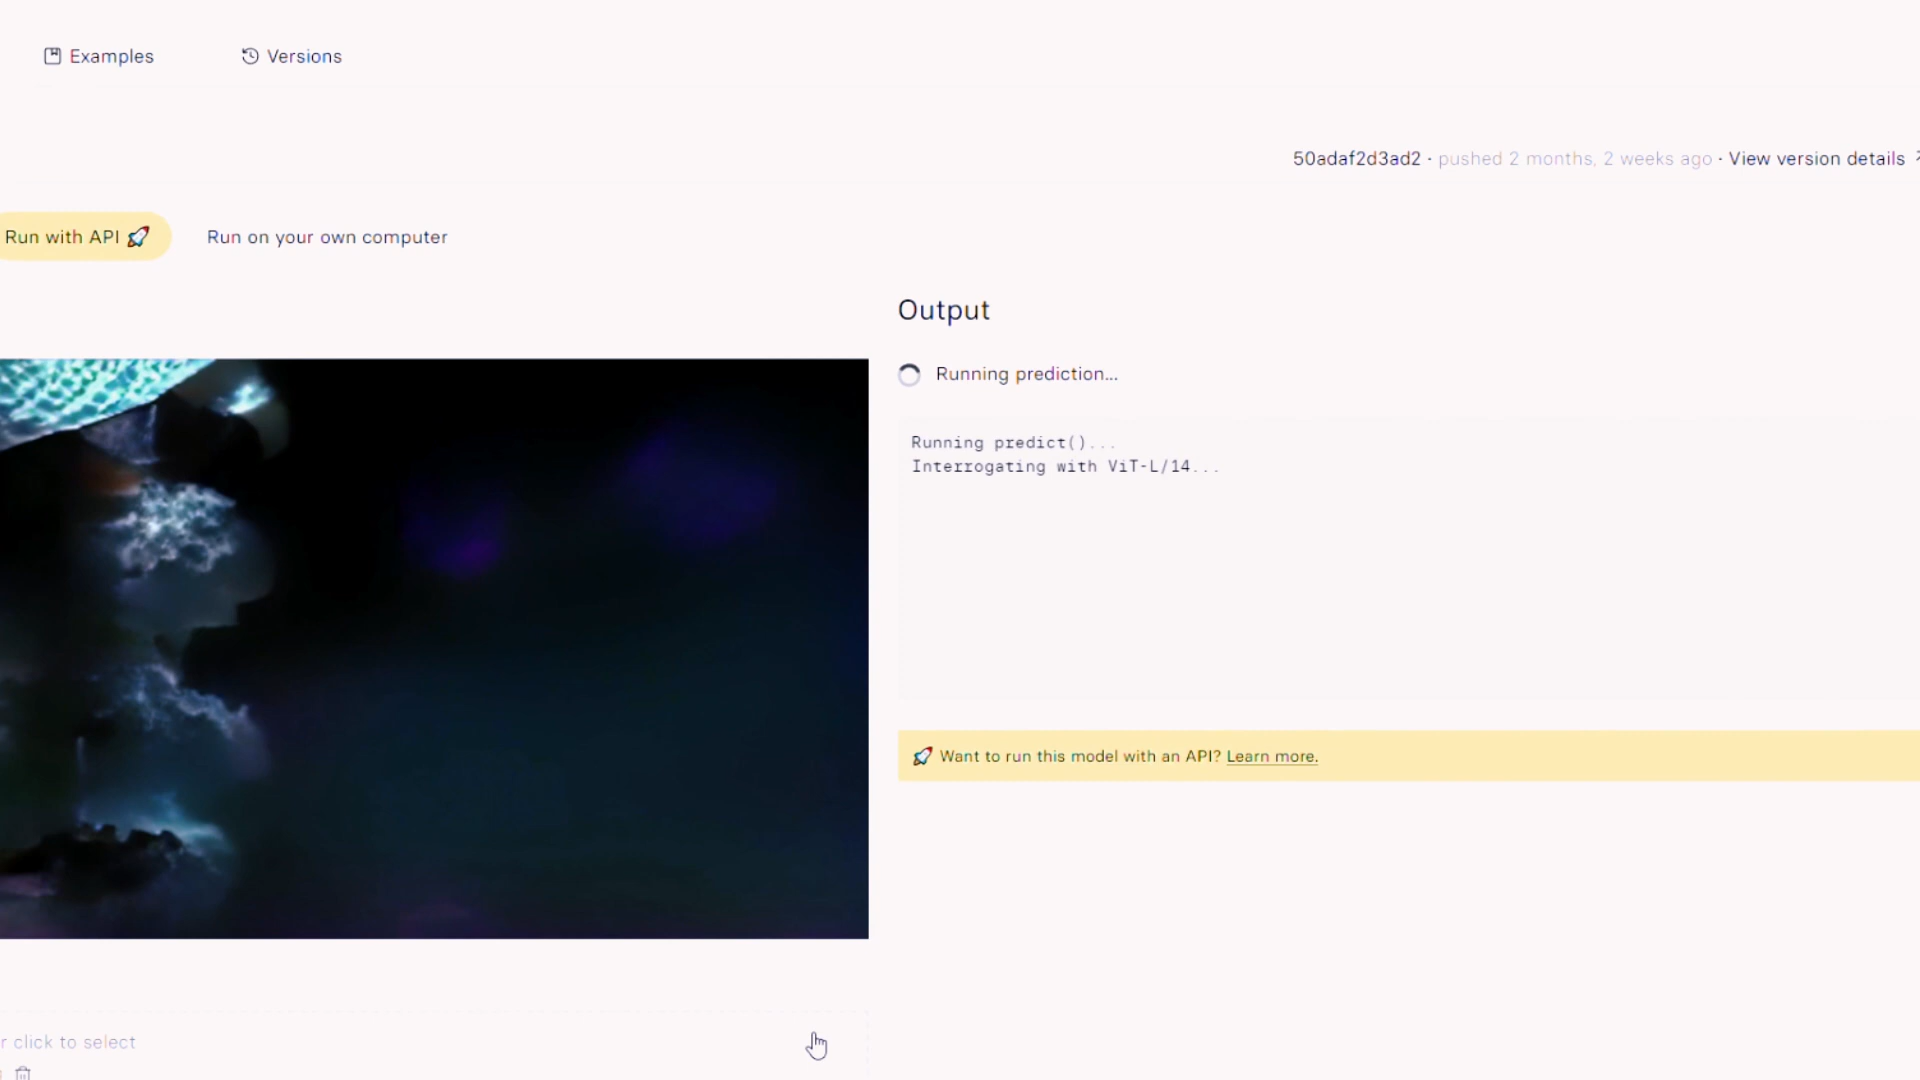 Examples
Versions
50adaf2d3ad2 · pushed 2 months, 2 weeks ago · View version details
Run with API 🚀
Run on your own computer
Output
Running prediction...
Running predict()...
Interrogating with ViT-L/14...
🚀 Want to run this model with an API? Learn more.
r click to select